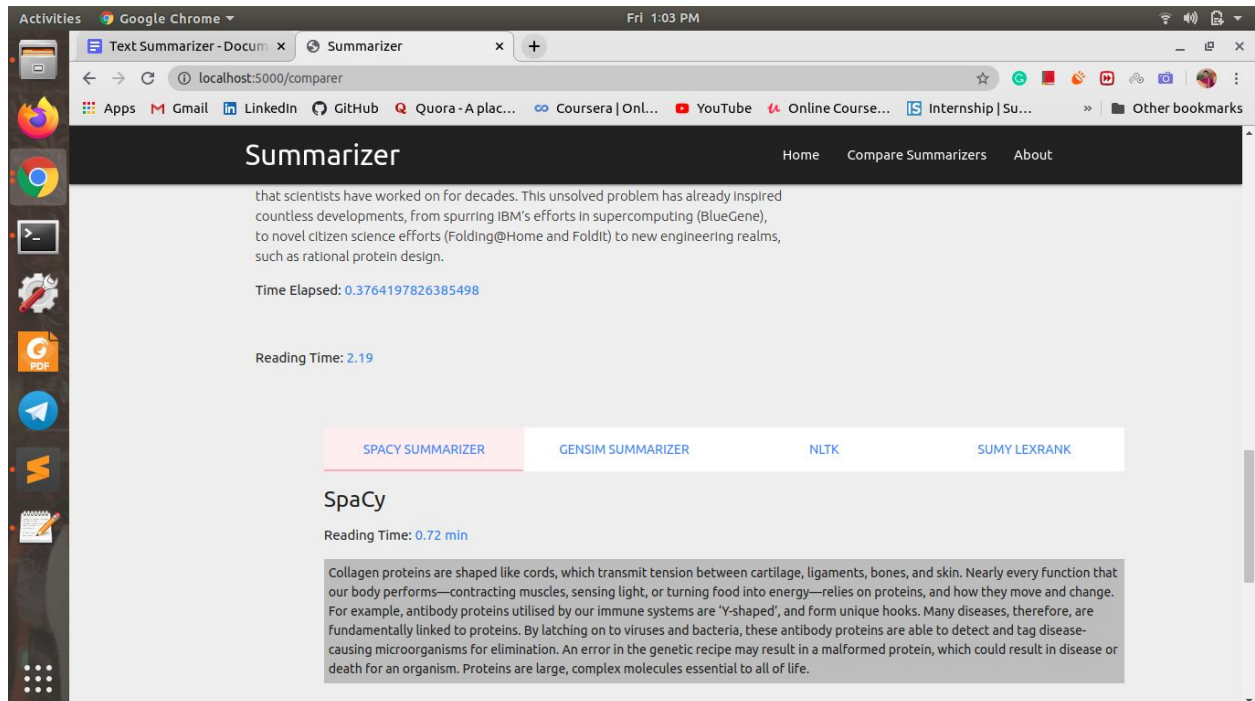 Activities
Google Chrome
Fri 1:03 PM
Text Summarizer - Docum
Summarizer
localhost:5000/comparer
Apps
Gmail
LinkedIn
GitHub
Quora - A plac...
Coursera | Onl...
YouTube
Online Course...
Internship | Su...
»
Other bookmarks
Summarizer
Home
Compare Summarizers
About
that scientists have worked on for decades. This unsolved problem has already inspired
countless developments, from spurring IBM’s efforts in supercomputing (BlueGene),
to novel citizen science efforts (Folding@Home and FoldIt) to new engineering realms,
such as rational protein design.
Time Elapsed: 0.3764197826385498
Reading Time: 2.19
SPACY SUMMARIZER
GENSIM SUMMARIZER
NLTK
SUMY LEXRANK
SpaCy
Reading Time: 0.72 min
Collagen proteins are shaped like cords, which transmit tension between cartilage, ligaments, bones, and skin. Nearly every function that
our body performs—contracting muscles, sensing light, or turning food into energy—relies on proteins, and how they move and change.
For example, antibody proteins utilised by our immune systems are ‘Y-shaped’, and form unique hooks. Many diseases, therefore, are
fundamentally linked to proteins. By latching on to viruses and bacteria, these antibody proteins are able to detect and tag disease-
causing microorganisms for elimination. An error in the genetic recipe may result in a malformed protein, which could result in disease or
death for an organism. Proteins are large, complex molecules essential to all of life.
PDF